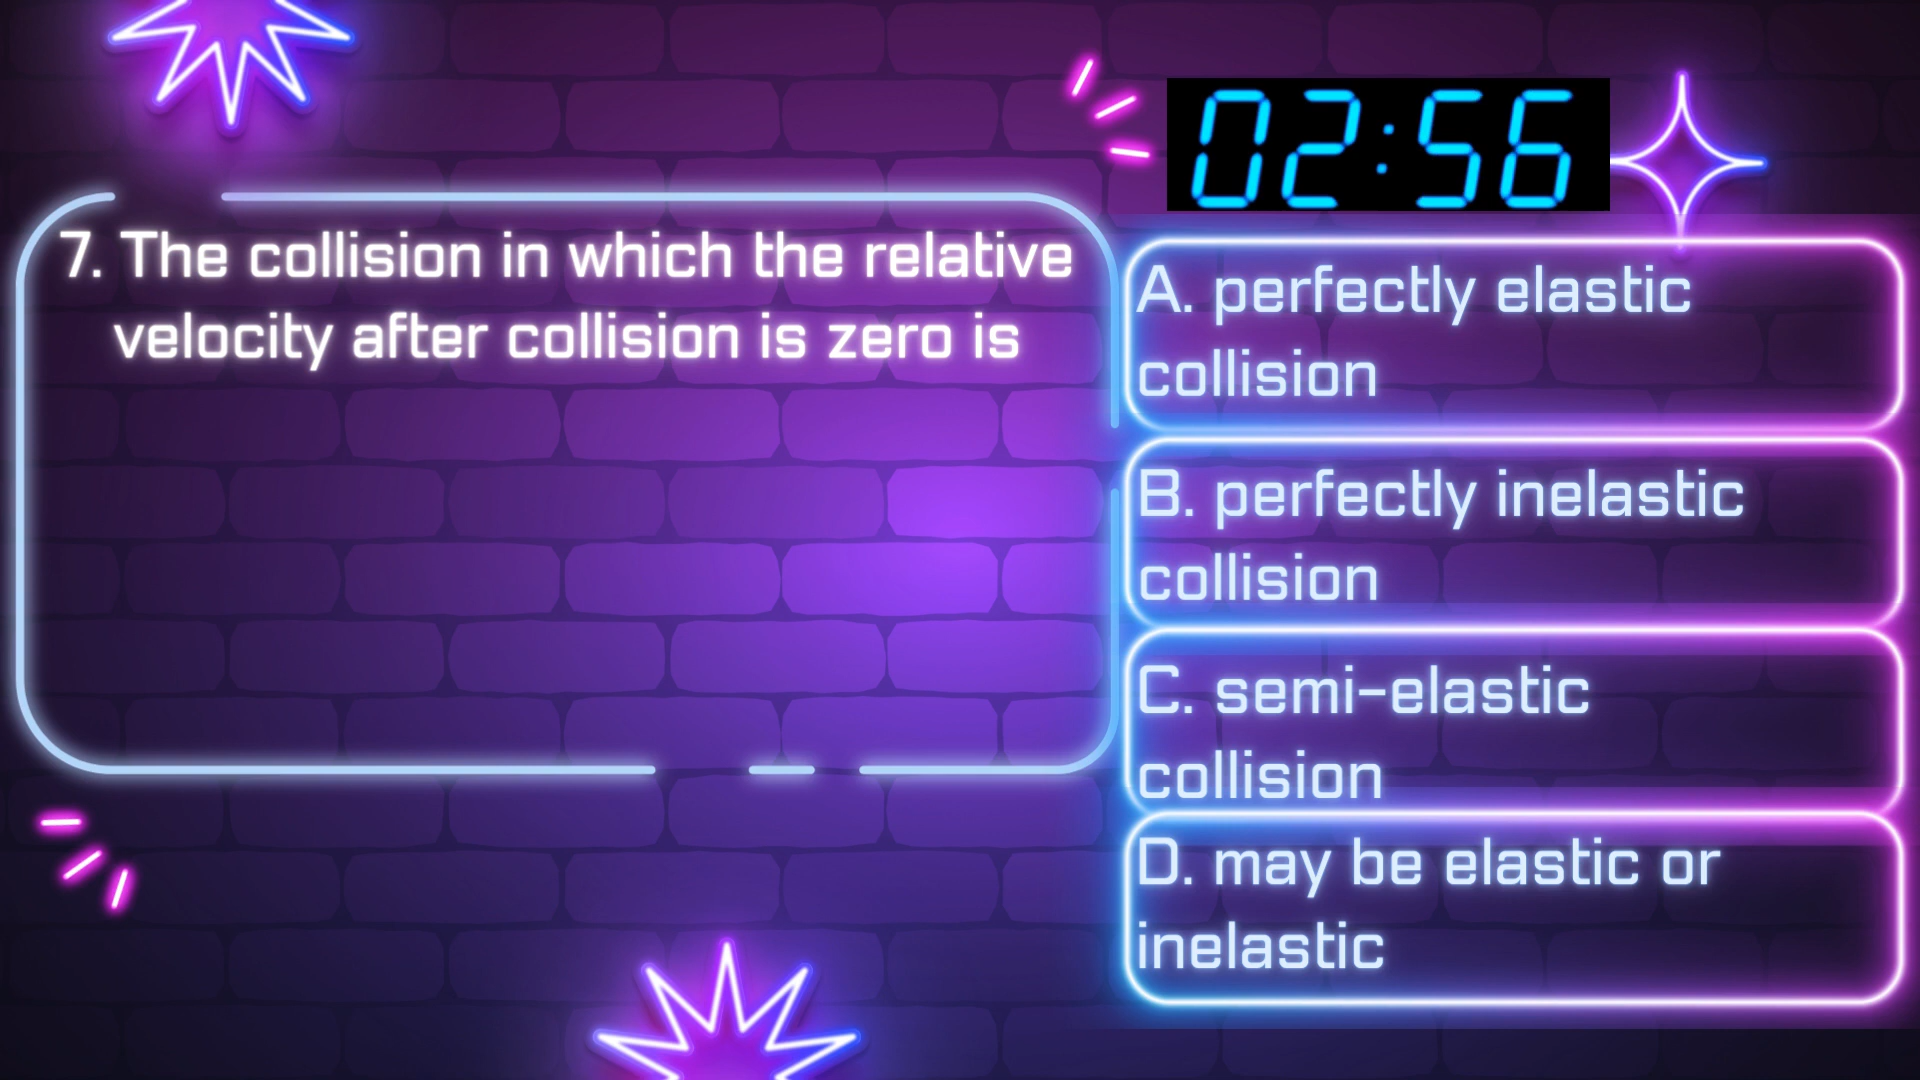 02:56
7. The collision in which the relative
velocity after collision is zero is
A. perfectly elastic
collision
B. perfectly inelastic
collision
C. semi-elastic
collision
D. may be elastic or
inelastic